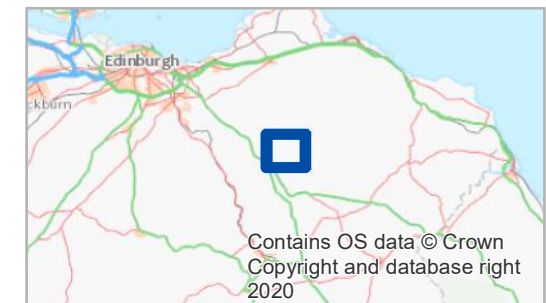 Edinburgh
ckburn
Contains OS data © Crown
Copyright and database right
2020